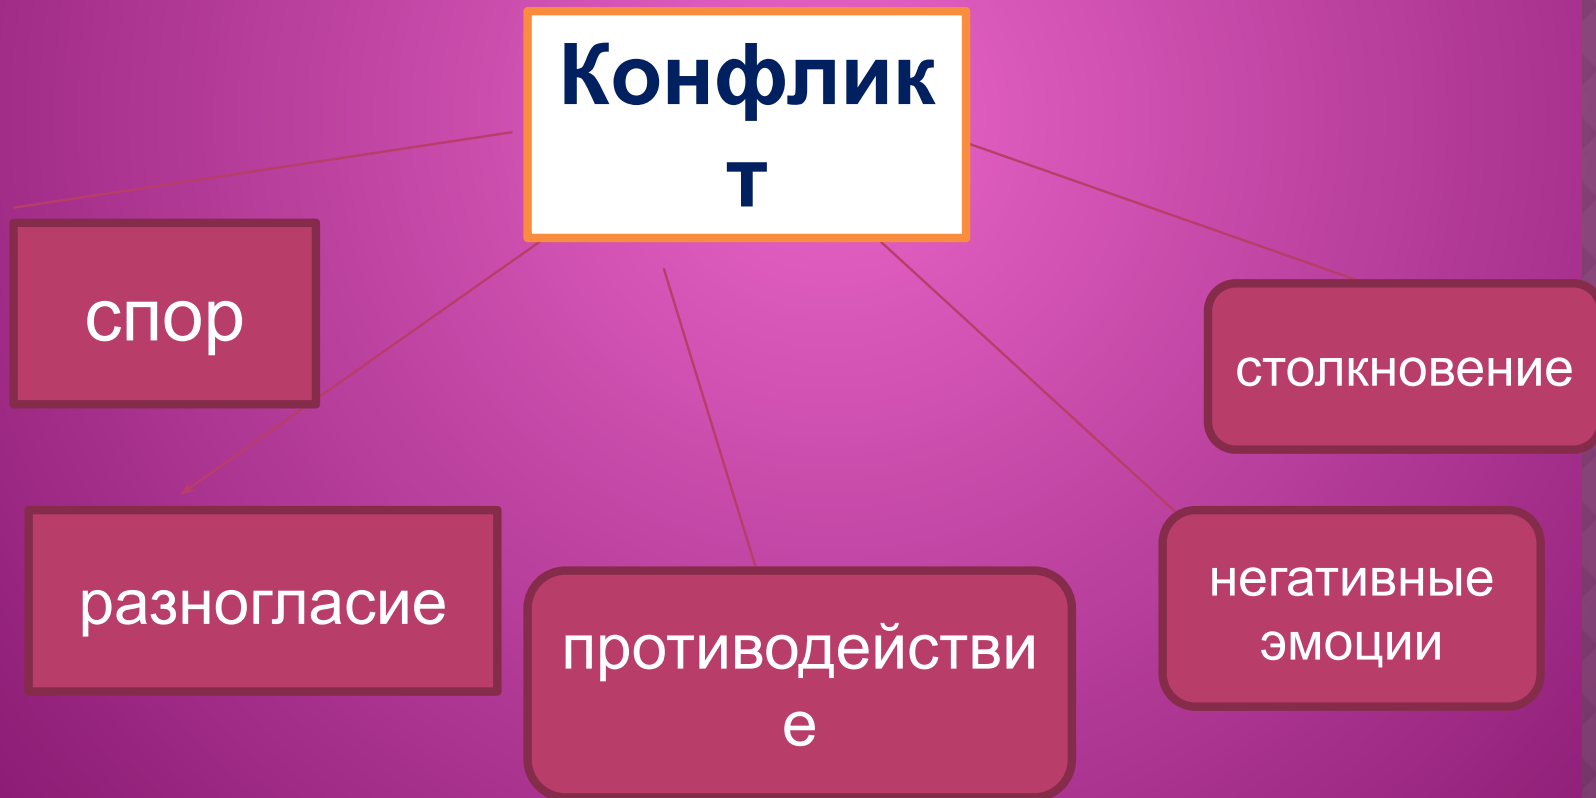 Конфлик
т
спор
столкновение
разногласие
противодействи
е
негативные
эмоции